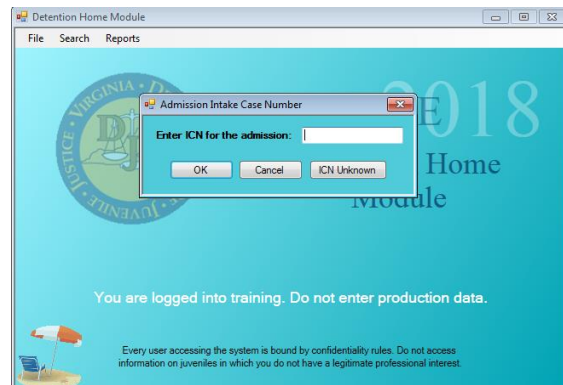 Detention Home Module
File Search Reports
Admission Intake Case Number
Enter ICN for the admission:
OK Cancel ICN Unknown
2018
E
Home
Module
VIRGINIA
JUSTICE
JUVENILE
You are logged into training. Do not enter production data.
Every user accessing the system is bound by confidentiality rules. Do not access
information on juveniles in which you do not have a legitimate professional interest.